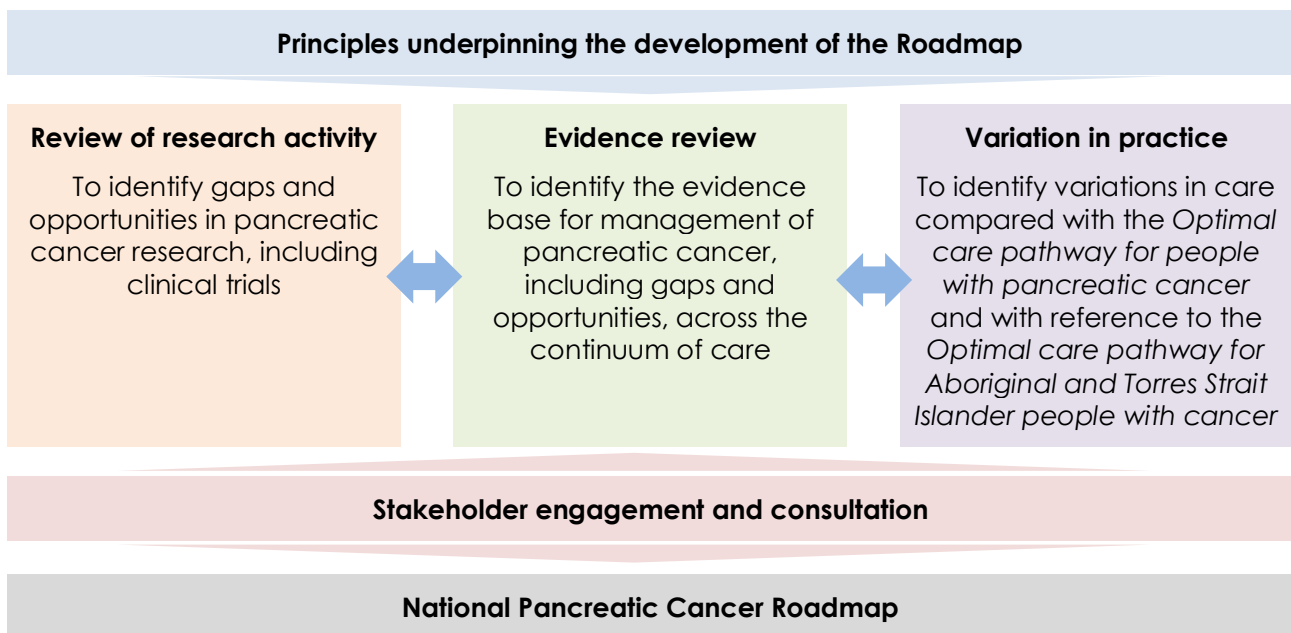 Principles underpinning the development of the Roadmap
Review of research activity
To identify gaps and
opportunities in pancreatic
cancer research, including
clinical trials
Evidence review
To identify the evidence
base for management of
pancreatic cancer,
including gaps and
opportunities, across the
continuum of care
Variation in practice
To identify variations in care
compared with the Optimal
care pathway for people
with pancreatic cancer
and with reference to the
Optimal care pathway for
Aboriginal and Torres Strait
Islander people with cancer
Stakeholder engagement and consultation
National Pancreatic Cancer Roadmap